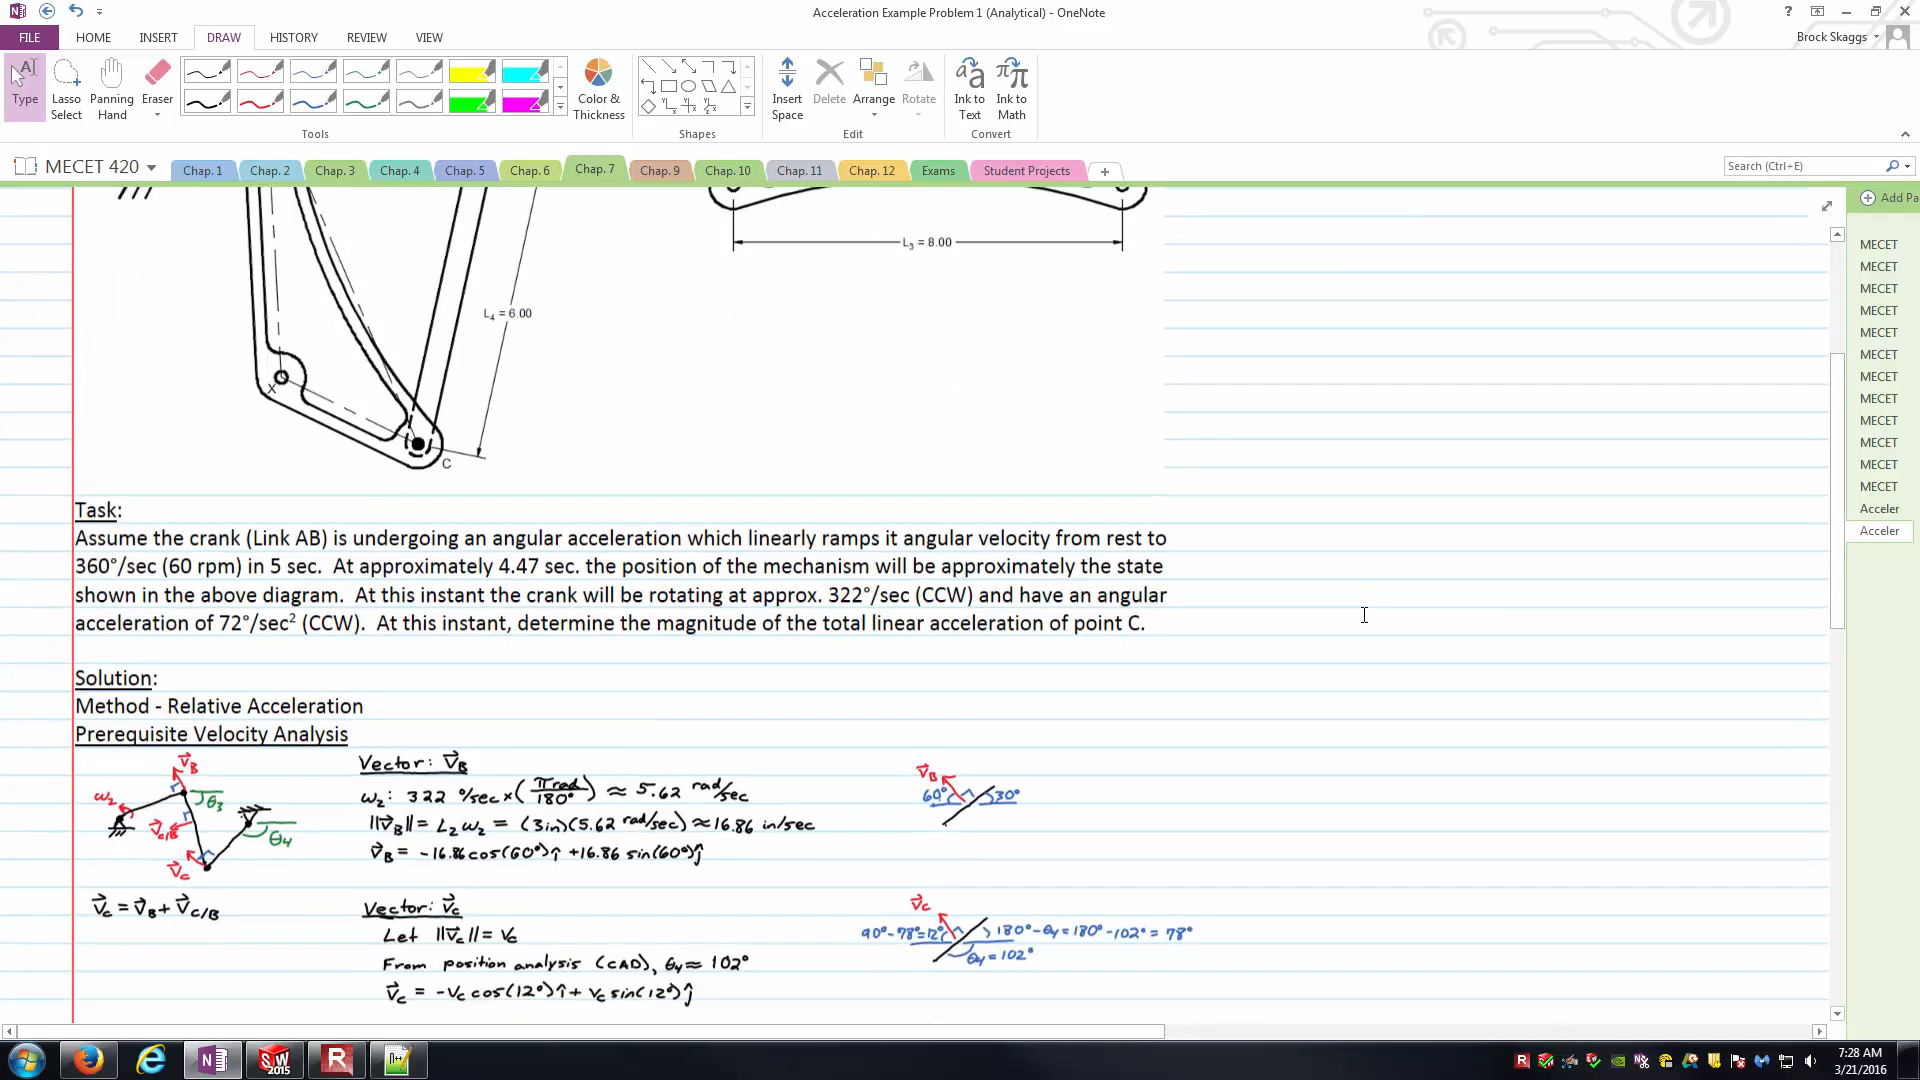 Acceleration Example Problem 1 (Analytical) - OneNote
FILE HOME INSERT DRAW HISTORY REVIEW VIEW
Brock Skaggs
Type
Lasso Select
Panning Hand
Eraser
Color & Thickness
Insert Space
Delete
Arrange
Rotate
Ink to Text
Ink to Math
Tools
Shapes
Edit
Convert
MECET 420
Chap. 1 Chap. 2 Chap. 3 Chap. 4 Chap. 5 Chap. 6 Chap. 7 Chap. 9 Chap. 10 Chap. 11 Chap. 12 Exams Student Projects
Search (Ctrl+E)
Add Pa
MECET
MECET
MECET
MECET
MECET
MECET
MECET
MECET
MECET
MECET
MECET
MECET
Acceler
Acceler
L₃ = 8.00
L₄ = 6.00
X
C
Task:
Assume the crank (Link AB) is undergoing an angular acceleration which linearly ramps it angular velocity from rest to
360°/sec (60 rpm) in 5 sec. At approximately 4.47 sec. the position of the mechanism will be approximately the state
shown in the above diagram. At this instant the crank will be rotating at approx. 322°/sec (CCW) and have an angular
acceleration of 72°/sec² (CCW). At this instant, determine the magnitude of the total linear acceleration of point C.
Solution:
Method - Relative Acceleration
Prerequisite Velocity Analysis
V⃗B
ω₂
θ₃
V⃗C/B
θ₄
V⃗C
V⃗C = V⃗B + V⃗C/B
Vector: V⃗B
ω₂: 322 °/sec × (π rad / 180°) ≈ 5.62 rad/sec
||V⃗B|| = L₂ω₂ = (3in)(5.62 rad/sec) ≈ 16.86 in/sec
V⃗B = -16.86 cos(60°)î + 16.86 sin(60°)ĵ
V⃗B
60° 30°
Vector: V⃗C
Let ||V⃗C|| = VC
From position analysis (CAD), θ₄ ≈ 102°
V⃗C = -VC cos(12°)î + VC sin(12°)ĵ
V⃗C
90°-78°=12° 180°-θ₄ = 180°-102° = 78°
θ₄ = 102°
7:28 AM
3/21/2016